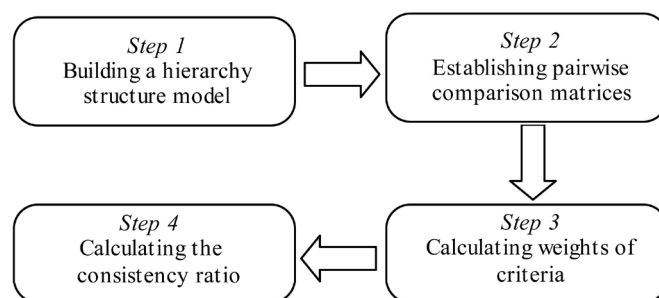 Step 1
Building a hierarchy
structure model
Step 2
Establishing pairwise
comparison matrices
Step 3
Calculating weights of
criteria
Step 4
Calculating the
consistency ratio